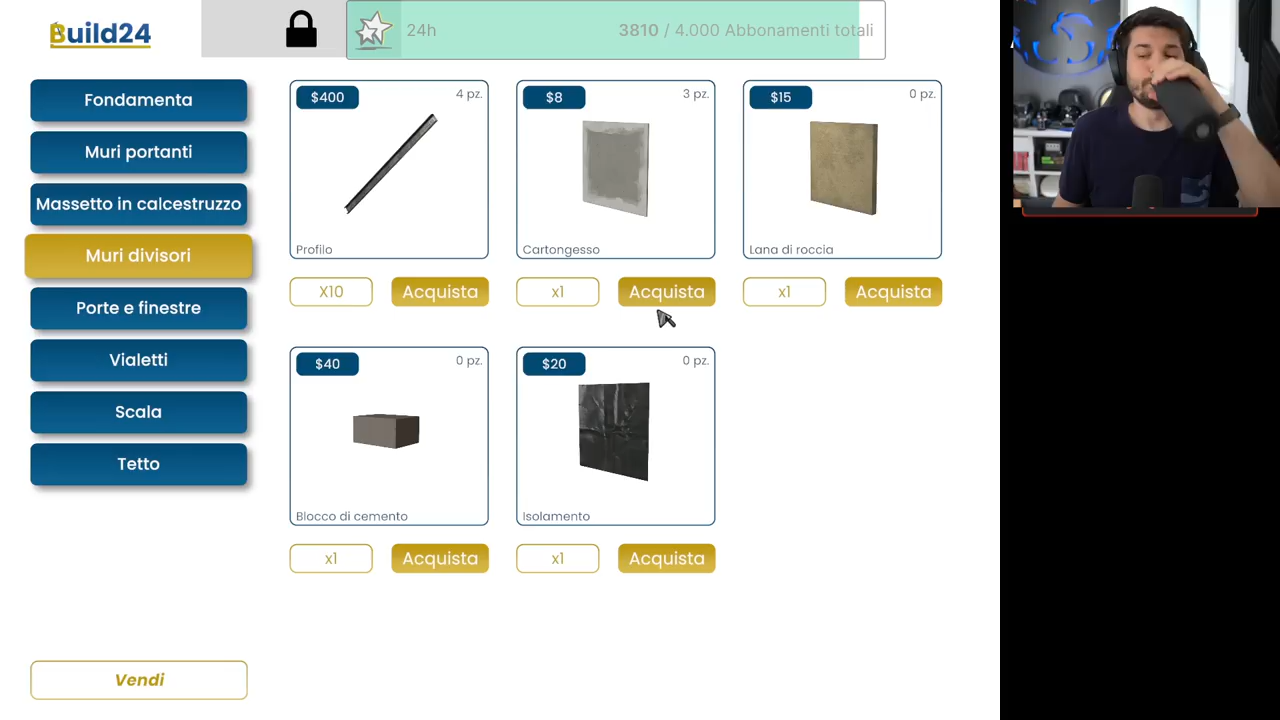 Build24
24h
3810 / 4.000 Abbonamenti totali
Fondamenta
Muri portanti
Massetto in calcestruzzo
Muri divisori
Porte e finestre
Vialetti
Scala
Tetto
Vendi
$400
4 pz.
Profilo
X10
Acquista
$8
3 pz.
Cartongesso
x1
Acquista
$15
0 pz.
Lana di roccia
x1
Acquista
$40
0 pz.
Blocco di cemento
x1
Acquista
$20
0 pz.
Isolamento
x1
Acquista